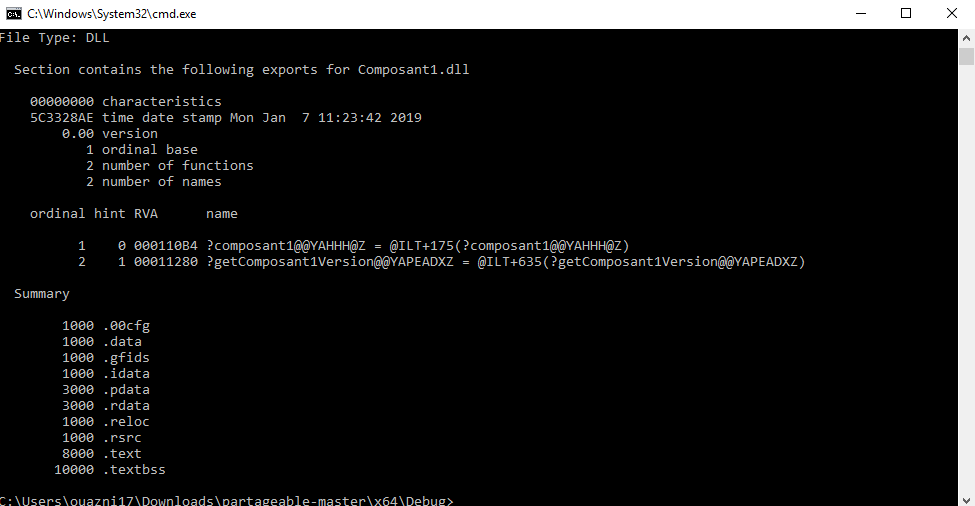 C:\Windows\System32\cmd.exe
File Type: DLL
Section contains the following exports for Composant1.dll
00000000 characteristics
5C3328AE time date stamp Mon Jan  7 11:23:42 2019
0.00 version
1 ordinal base
2 number of functions
2 number of names
ordinal hint RVA      name
1    0 000110B4 ?composant1@@YAHHH@Z = @ILT+175(?composant1@@YAHHH@Z)
2    1 00011280 ?getComposant1Version@@YAPEADXZ = @ILT+635(?getComposant1Version@@YAPEADXZ)
Summary
1000 .00cfg
1000 .data
1000 .gfids
1000 .idata
3000 .pdata
3000 .rdata
1000 .reloc
1000 .rsrc
8000 .text
10000 .textbss
C:\Users\ouazni17\Downloads\partageable-master\x64\Debug>